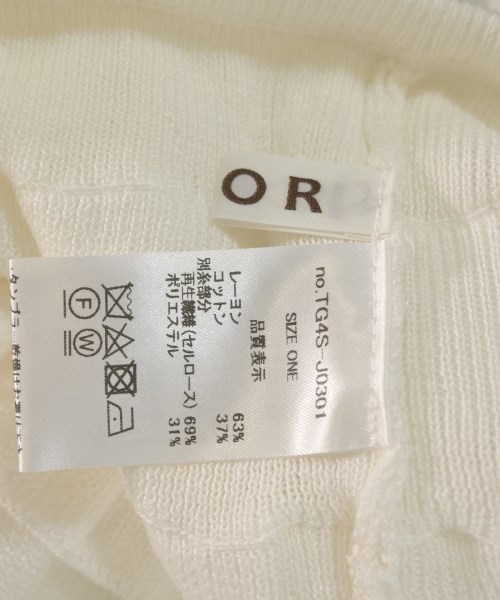 OR
no.TG4S-J0301
SIZE ONE
品質表示
レーヨン 63%
コットン 37%
別糸部分
再生繊維(セルロース) 69%
ポリエステル 31%
F W